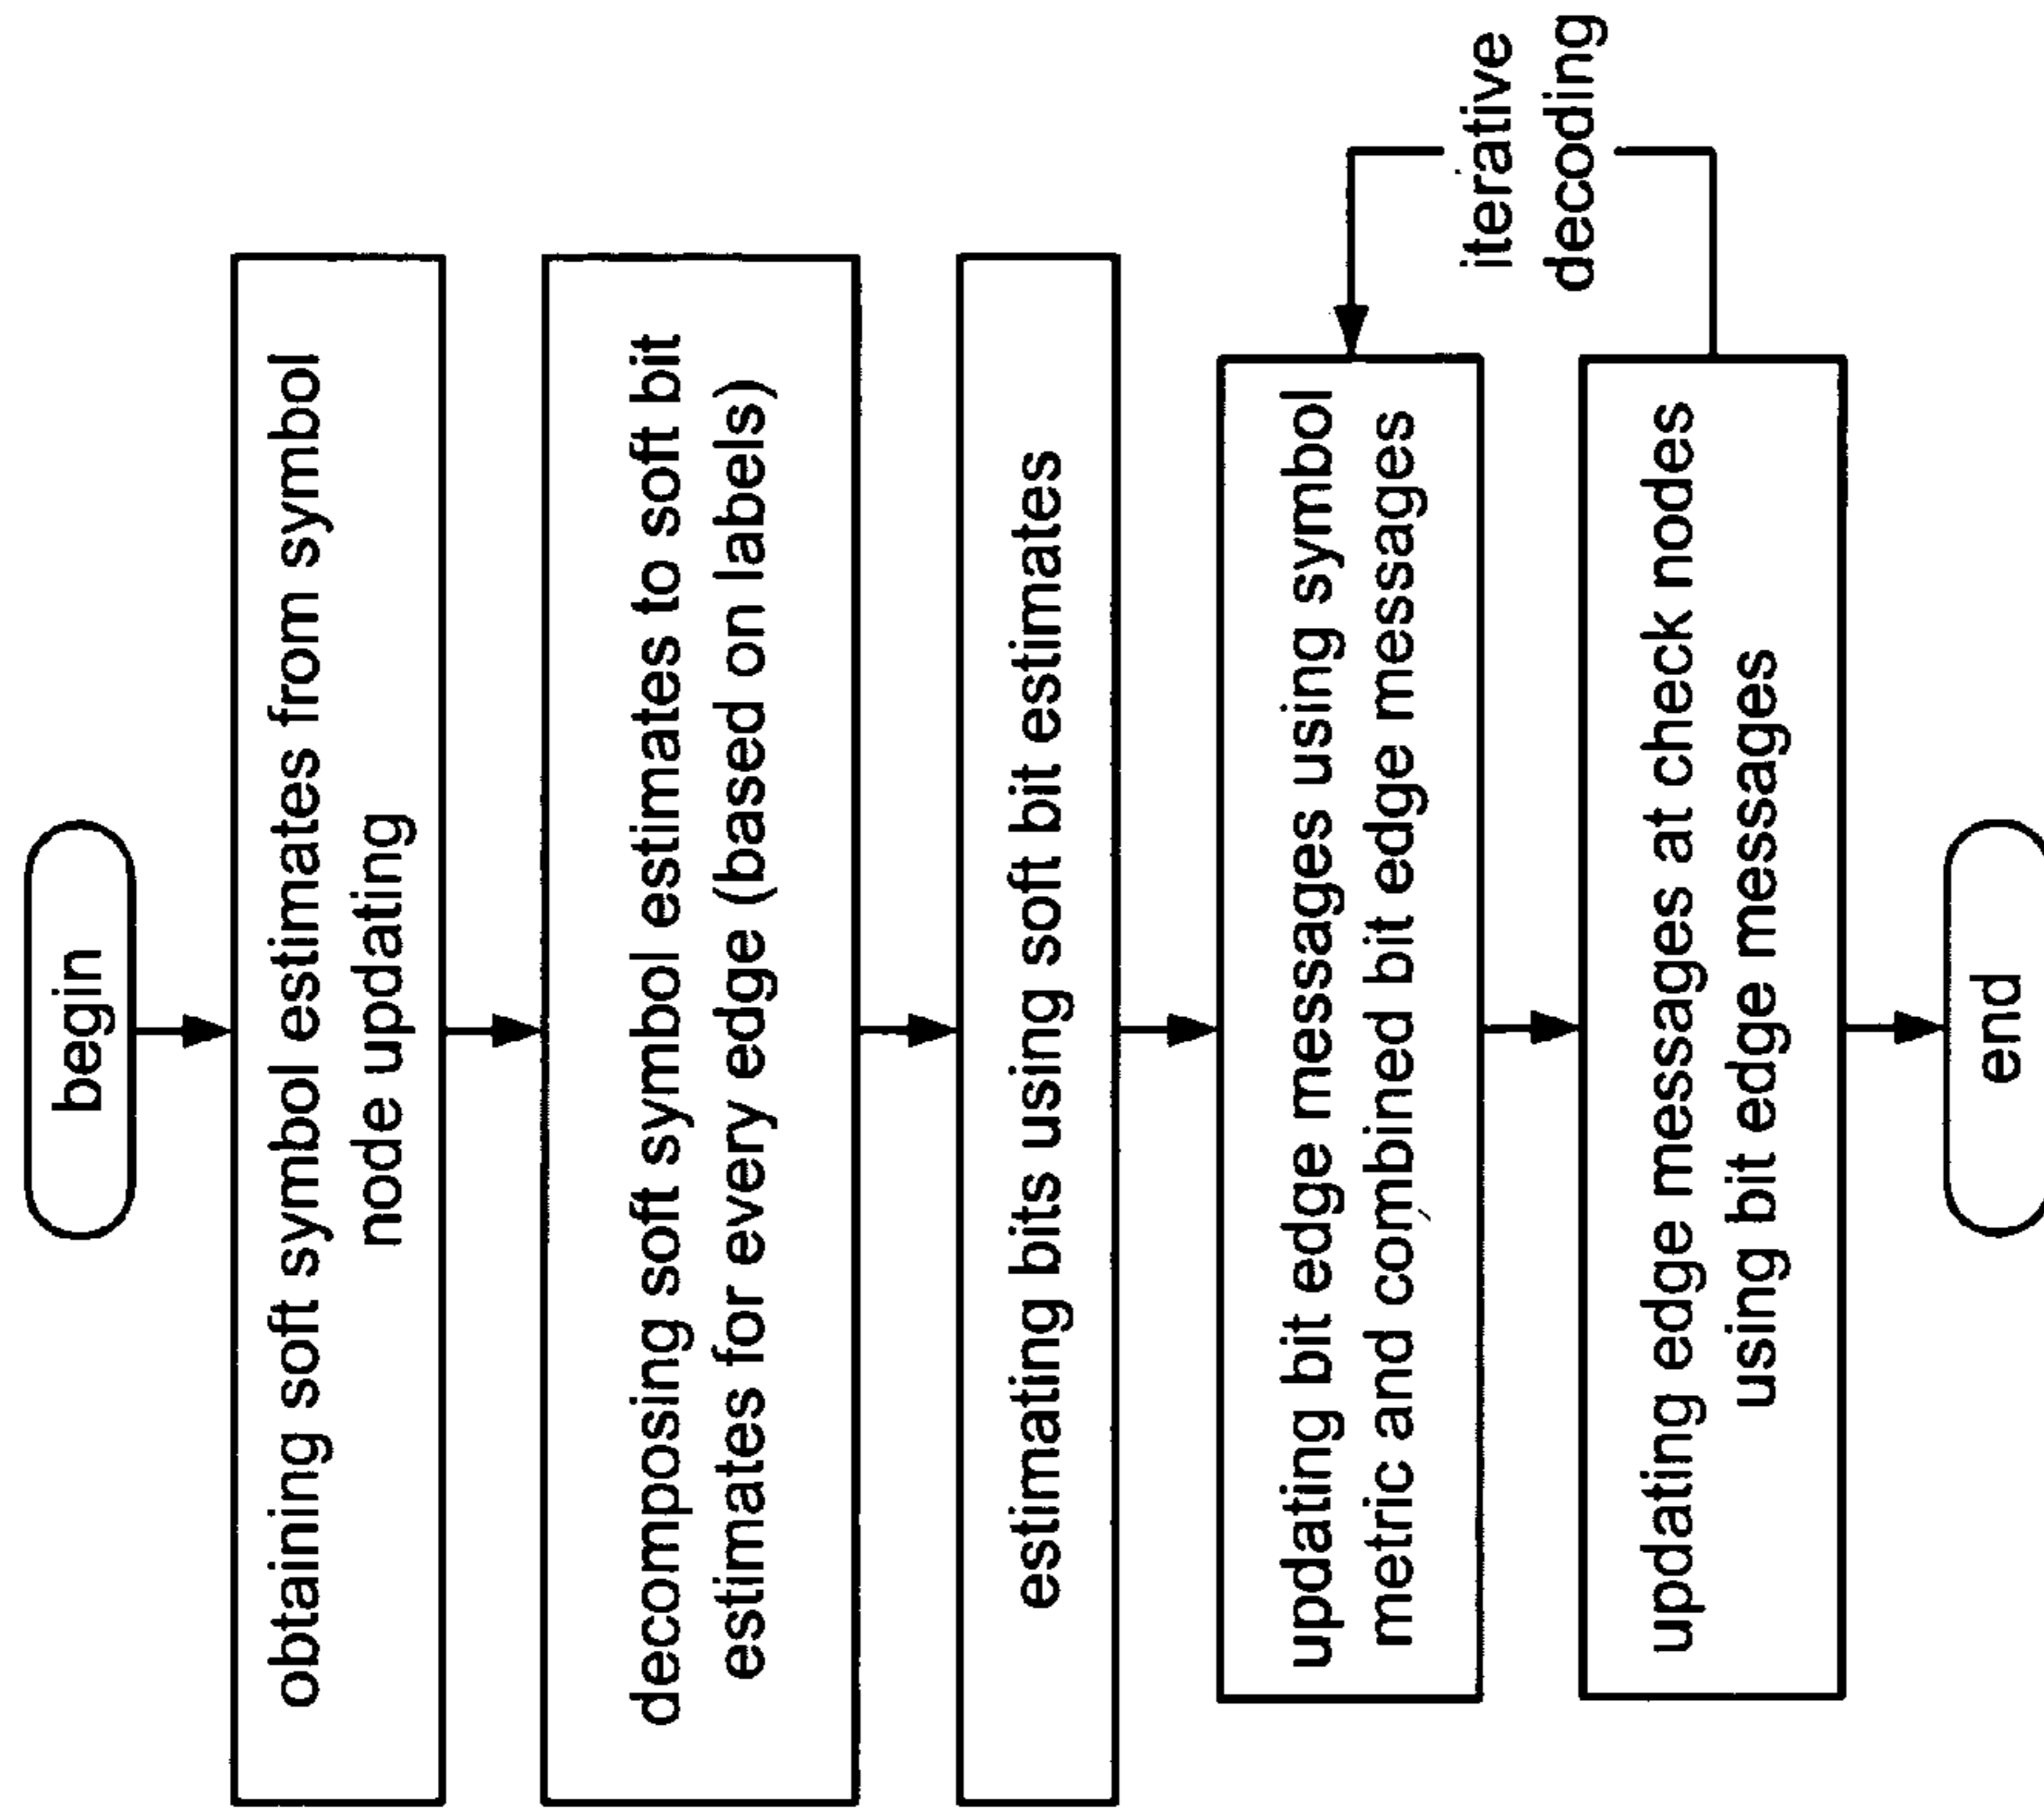 begin
obtaining soft symbol estimates from symbol
node updating
decomposing soft symbol estimates to soft bit
estimates for every edge (based on labels)
estimating bits using soft bit estimates
updating bit edge messages using symbol
metric and combined bit edge messages
iterative
decoding
updating edge messages at check nodes
using bit edge messages
end